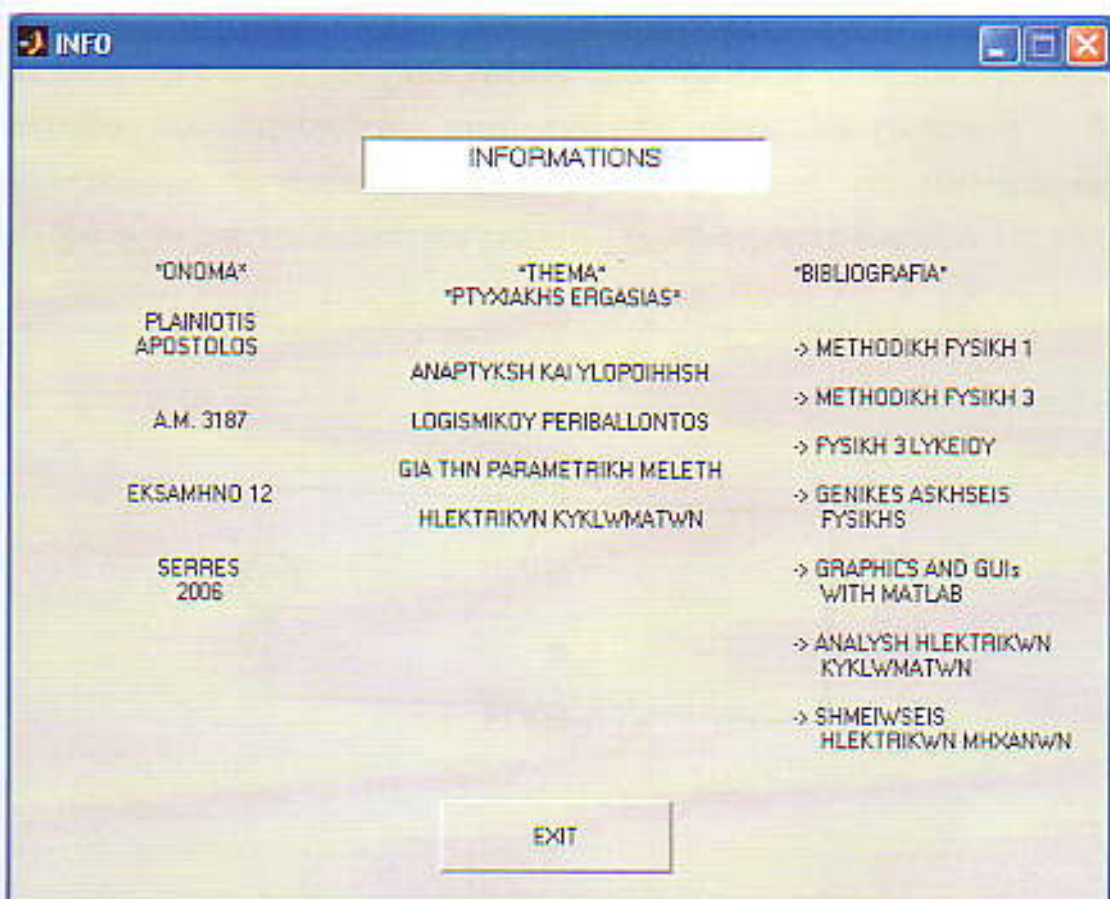 INFO
INFORMATIONS
"ONOMA"
PLAINIOTIS
APOSTOLOS
A.M. 3187
EKSAMHNO 12
SERRES
2006
"THEMA"
"PTYXIAKHS ERGASIAS"
ANAPTYKSH KAI YLOPOIHHSH
LOGISMIKOY PERIBALLONTOS
GIA THN PARAMETRIKH MELETH
HLEKTRIKVN KYKLWMATWN
"BIBLIOGRAFIA"
-> METHODIKH FYSIKH 1
-> METHODIKH FYSIKH 3
-> FYSIKH 3 LYKEIOY
-> GENIKES ASKHSEIS
FYSIKHS
-> GRAPHICS AND GUIs
WITH MATLAB
-> ANALYSH HLEKTRIKWN
KYKLWMATWN
-> SHMEIWSEIS
HLEKTRIKWN MHXANWN
EXIT